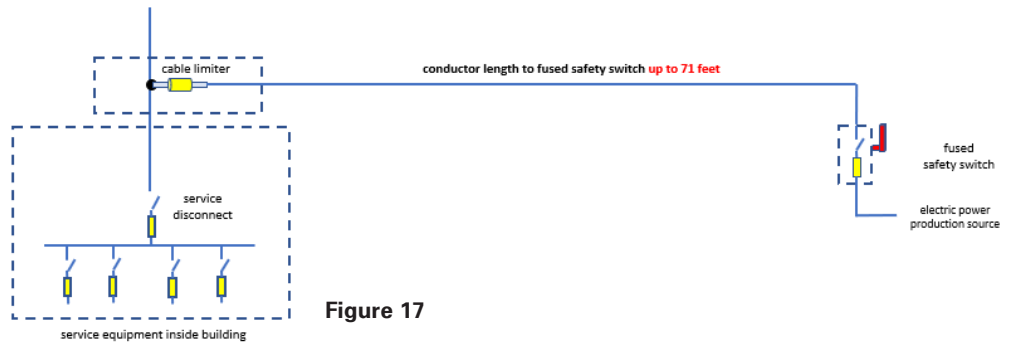 cable limiter
conductor length to fused safety switch up to 71 feet
fused
safety switch
service
disconnect
electric power
production source
Figure 17
service equipment inside building